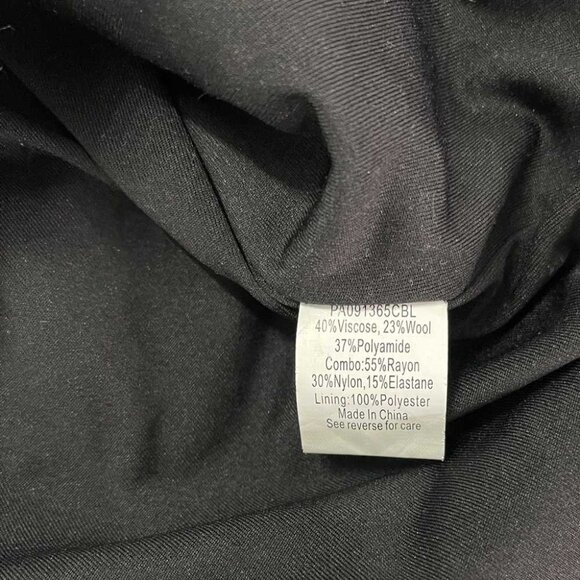 PA091365CBL
40%Viscose, 23%Wool
37%Polyamide
Combo:55%Rayon
30%Nylon,15%Elastane
Lining:100%Polyester
Made In China
See reverse for care